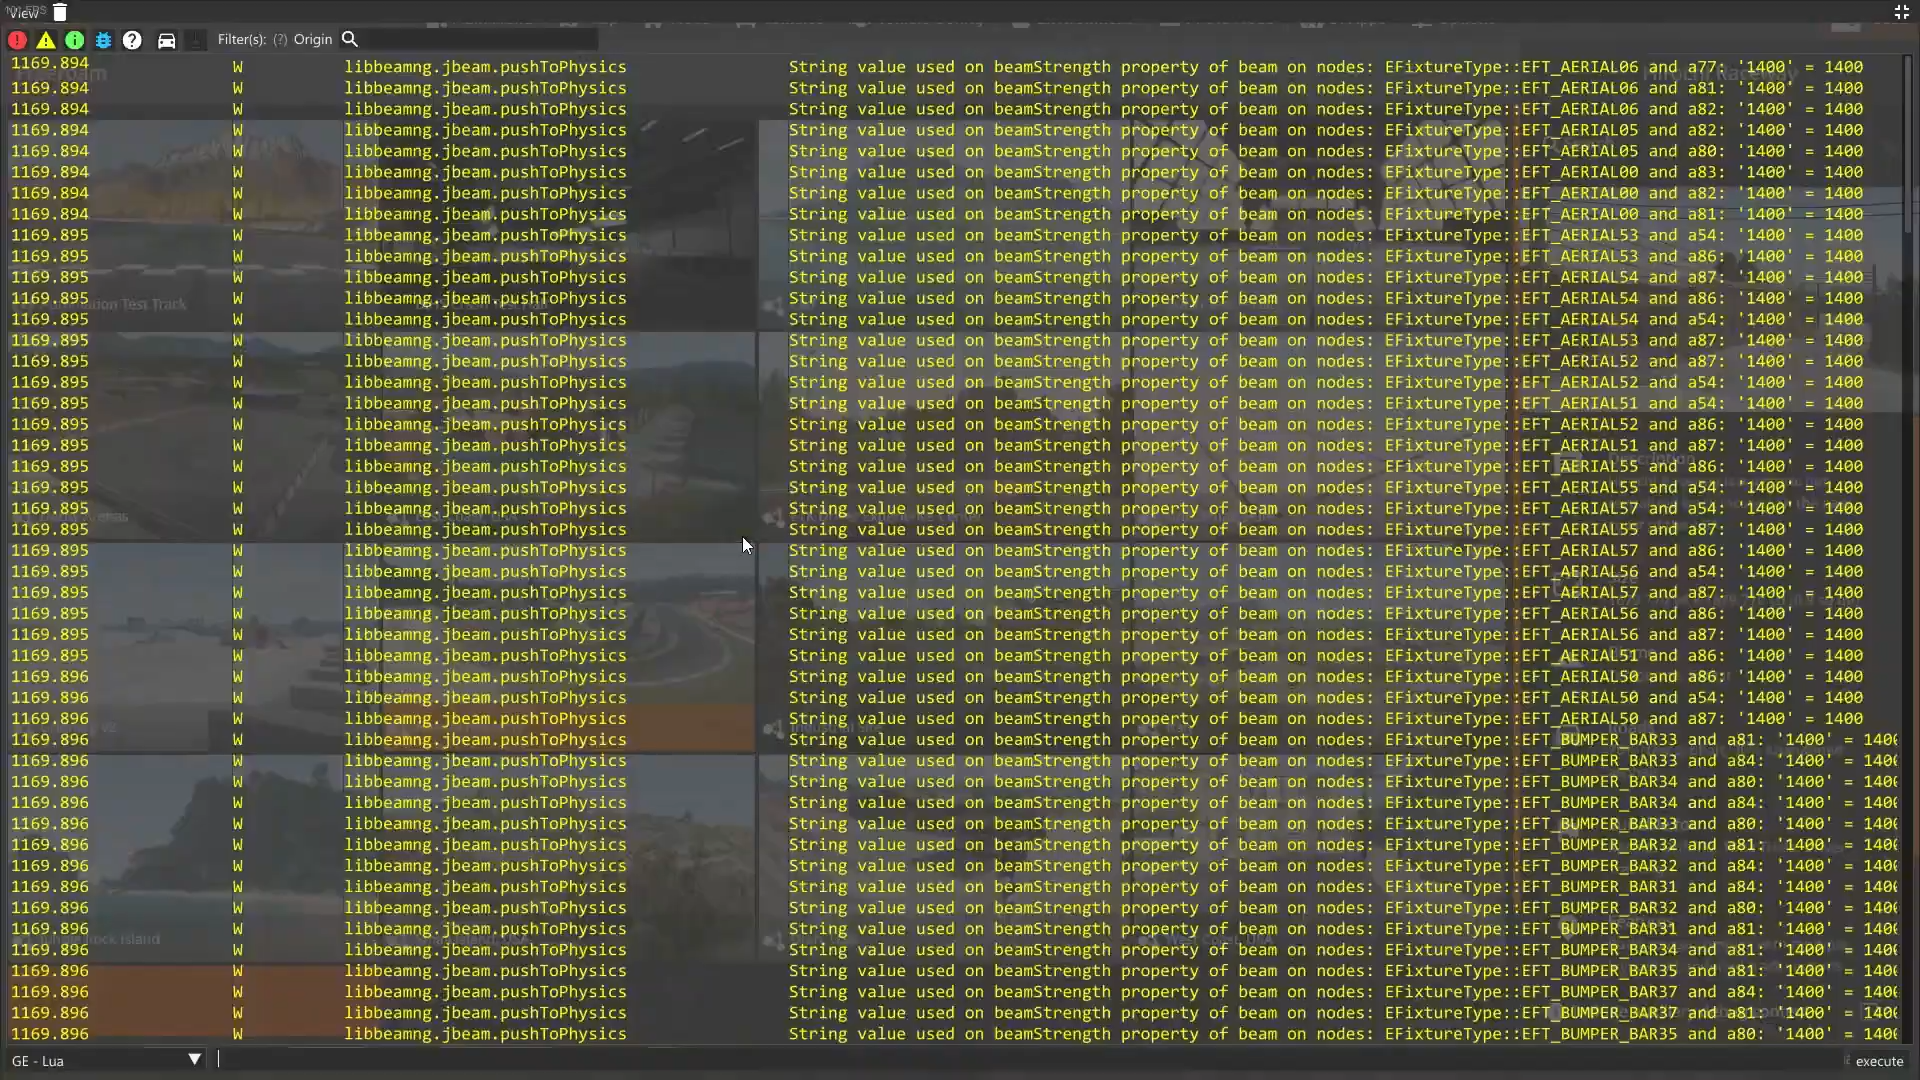 View
Filter(s): (?) Origin
1169.894 W libbeamng.jbeam.pushToPhysics String value used on beamStrength property of beam on nodes: EFixtureType::EFT_AERIAL06 and a77: '1400' = 1400
1169.894 W libbeamng.jbeam.pushToPhysics String value used on beamStrength property of beam on nodes: EFixtureType::EFT_AERIAL06 and a81: '1400' = 1400
1169.894 W libbeamng.jbeam.pushToPhysics String value used on beamStrength property of beam on nodes: EFixtureType::EFT_AERIAL06 and a82: '1400' = 1400
1169.894 W libbeamng.jbeam.pushToPhysics String value used on beamStrength property of beam on nodes: EFixtureType::EFT_AERIAL05 and a82: '1400' = 1400
1169.894 W libbeamng.jbeam.pushToPhysics String value used on beamStrength property of beam on nodes: EFixtureType::EFT_AERIAL05 and a80: '1400' = 1400
1169.894 W libbeamng.jbeam.pushToPhysics String value used on beamStrength property of beam on nodes: EFixtureType::EFT_AERIAL00 and a83: '1400' = 1400
1169.894 W libbeamng.jbeam.pushToPhysics String value used on beamStrength property of beam on nodes: EFixtureType::EFT_AERIAL00 and a82: '1400' = 1400
1169.894 W libbeamng.jbeam.pushToPhysics String value used on beamStrength property of beam on nodes: EFixtureType::EFT_AERIAL00 and a81: '1400' = 1400
1169.895 W libbeamng.jbeam.pushToPhysics String value used on beamStrength property of beam on nodes: EFixtureType::EFT_AERIAL53 and a54: '1400' = 1400
1169.895 W libbeamng.jbeam.pushToPhysics String value used on beamStrength property of beam on nodes: EFixtureType::EFT_AERIAL53 and a86: '1400' = 1400
1169.895 W libbeamng.jbeam.pushToPhysics String value used on beamStrength property of beam on nodes: EFixtureType::EFT_AERIAL54 and a87: '1400' = 1400
1169.895 W libbeamng.jbeam.pushToPhysics String value used on beamStrength property of beam on nodes: EFixtureType::EFT_AERIAL54 and a86: '1400' = 1400
1169.895 W libbeamng.jbeam.pushToPhysics String value used on beamStrength property of beam on nodes: EFixtureType::EFT_AERIAL54 and a54: '1400' = 1400
1169.895 W libbeamng.jbeam.pushToPhysics String value used on beamStrength property of beam on nodes: EFixtureType::EFT_AERIAL53 and a87: '1400' = 1400
1169.895 W libbeamng.jbeam.pushToPhysics String value used on beamStrength property of beam on nodes: EFixtureType::EFT_AERIAL52 and a87: '1400' = 1400
1169.895 W libbeamng.jbeam.pushToPhysics String value used on beamStrength property of beam on nodes: EFixtureType::EFT_AERIAL52 and a54: '1400' = 1400
1169.895 W libbeamng.jbeam.pushToPhysics String value used on beamStrength property of beam on nodes: EFixtureType::EFT_AERIAL51 and a54: '1400' = 1400
1169.895 W libbeamng.jbeam.pushToPhysics String value used on beamStrength property of beam on nodes: EFixtureType::EFT_AERIAL52 and a86: '1400' = 1400
1169.895 W libbeamng.jbeam.pushToPhysics String value used on beamStrength property of beam on nodes: EFixtureType::EFT_AERIAL51 and a87: '1400' = 1400
1169.895 W libbeamng.jbeam.pushToPhysics String value used on beamStrength property of beam on nodes: EFixtureType::EFT_AERIAL55 and a86: '1400' = 1400
1169.895 W libbeamng.jbeam.pushToPhysics String value used on beamStrength property of beam on nodes: EFixtureType::EFT_AERIAL55 and a54: '1400' = 1400
1169.895 W libbeamng.jbeam.pushToPhysics String value used on beamStrength property of beam on nodes: EFixtureType::EFT_AERIAL57 and a54: '1400' = 1400
1169.895 W libbeamng.jbeam.pushToPhysics String value used on beamStrength property of beam on nodes: EFixtureType::EFT_AERIAL55 and a87: '1400' = 1400
1169.895 W libbeamng.jbeam.pushToPhysics String value used on beamStrength property of beam on nodes: EFixtureType::EFT_AERIAL57 and a86: '1400' = 1400
1169.895 W libbeamng.jbeam.pushToPhysics String value used on beamStrength property of beam on nodes: EFixtureType::EFT_AERIAL56 and a54: '1400' = 1400
1169.895 W libbeamng.jbeam.pushToPhysics String value used on beamStrength property of beam on nodes: EFixtureType::EFT_AERIAL57 and a87: '1400' = 1400
1169.895 W libbeamng.jbeam.pushToPhysics String value used on beamStrength property of beam on nodes: EFixtureType::EFT_AERIAL56 and a86: '1400' = 1400
1169.895 W libbeamng.jbeam.pushToPhysics String value used on beamStrength property of beam on nodes: EFixtureType::EFT_AERIAL56 and a87: '1400' = 1400
1169.895 W libbeamng.jbeam.pushToPhysics String value used on beamStrength property of beam on nodes: EFixtureType::EFT_AERIAL51 and a86: '1400' = 1400
1169.896 W libbeamng.jbeam.pushToPhysics String value used on beamStrength property of beam on nodes: EFixtureType::EFT_AERIAL50 and a86: '1400' = 1400
1169.896 W libbeamng.jbeam.pushToPhysics String value used on beamStrength property of beam on nodes: EFixtureType::EFT_AERIAL50 and a54: '1400' = 1400
1169.896 W libbeamng.jbeam.pushToPhysics String value used on beamStrength property of beam on nodes: EFixtureType::EFT_AERIAL50 and a87: '1400' = 1400
1169.896 W libbeamng.jbeam.pushToPhysics String value used on beamStrength property of beam on nodes: EFixtureType::EFT_BUMPER_BAR33 and a81: '1400' = 1400
1169.896 W libbeamng.jbeam.pushToPhysics String value used on beamStrength property of beam on nodes: EFixtureType::EFT_BUMPER_BAR33 and a84: '1400' = 1400
1169.896 W libbeamng.jbeam.pushToPhysics String value used on beamStrength property of beam on nodes: EFixtureType::EFT_BUMPER_BAR34 and a80: '1400' = 1400
1169.896 W libbeamng.jbeam.pushToPhysics String value used on beamStrength property of beam on nodes: EFixtureType::EFT_BUMPER_BAR34 and a84: '1400' = 1400
1169.896 W libbeamng.jbeam.pushToPhysics String value used on beamStrength property of beam on nodes: EFixtureType::EFT_BUMPER_BAR33 and a80: '1400' = 1400
1169.896 W libbeamng.jbeam.pushToPhysics String value used on beamStrength property of beam on nodes: EFixtureType::EFT_BUMPER_BAR32 and a81: '1400' = 1400
1169.896 W libbeamng.jbeam.pushToPhysics String value used on beamStrength property of beam on nodes: EFixtureType::EFT_BUMPER_BAR32 and a84: '1400' = 1400
1169.896 W libbeamng.jbeam.pushToPhysics String value used on beamStrength property of beam on nodes: EFixtureType::EFT_BUMPER_BAR31 and a84: '1400' = 1400
1169.896 W libbeamng.jbeam.pushToPhysics String value used on beamStrength property of beam on nodes: EFixtureType::EFT_BUMPER_BAR32 and a80: '1400' = 1400
1169.896 W libbeamng.jbeam.pushToPhysics String value used on beamStrength property of beam on nodes: EFixtureType::EFT_BUMPER_BAR31 and a81: '1400' = 1400
1169.896 W libbeamng.jbeam.pushToPhysics String value used on beamStrength property of beam on nodes: EFixtureType::EFT_BUMPER_BAR34 and a81: '1400' = 1400
1169.896 W libbeamng.jbeam.pushToPhysics String value used on beamStrength property of beam on nodes: EFixtureType::EFT_BUMPER_BAR35 and a81: '1400' = 1400
1169.896 W libbeamng.jbeam.pushToPhysics String value used on beamStrength property of beam on nodes: EFixtureType::EFT_BUMPER_BAR37 and a84: '1400' = 1400
1169.896 W libbeamng.jbeam.pushToPhysics String value used on beamStrength property of beam on nodes: EFixtureType::EFT_BUMPER_BAR37 and a81: '1400' = 1400
1169.896 W libbeamng.jbeam.pushToPhysics String value used on beamStrength property of beam on nodes: EFixtureType::EFT_BUMPER_BAR35 and a80: '1400' = 1400
GE - Lua
execute